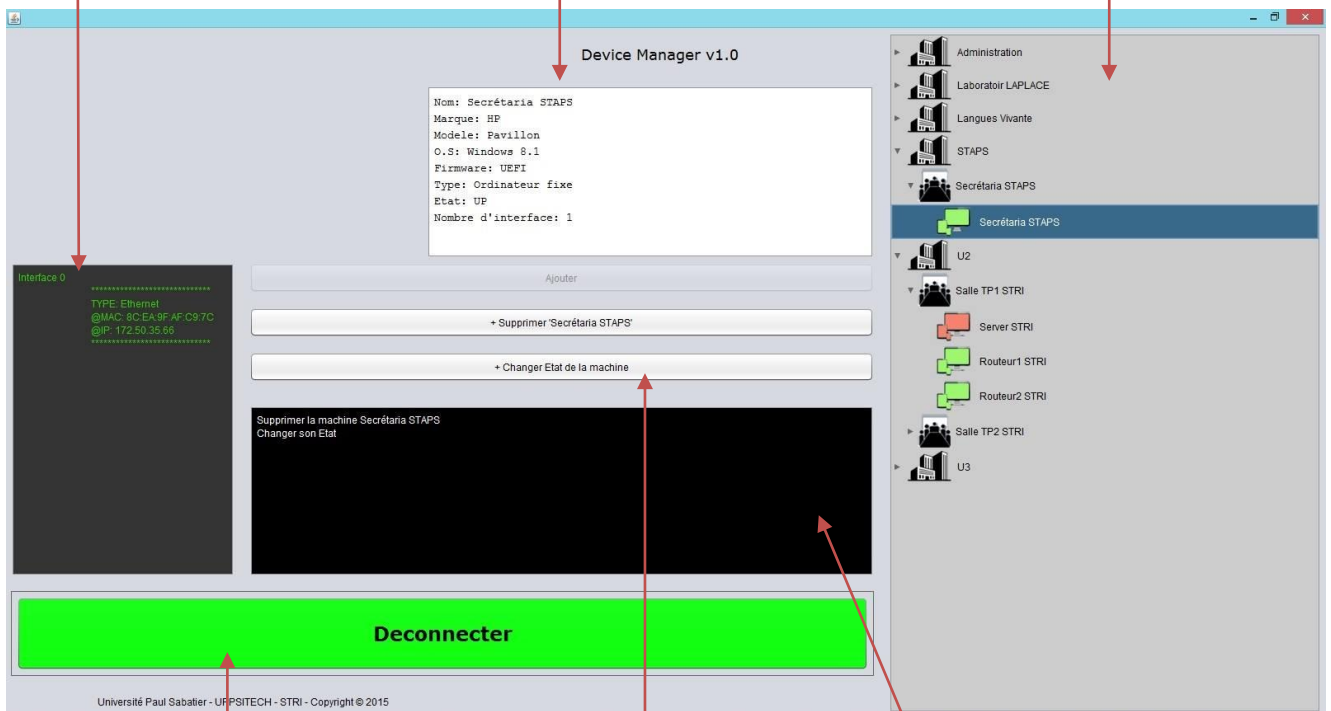 Device Manager v1.0
Nom: Secrétaria STAPS
Marque: HP
Modele: Pavillon
O.S: Windows 8.1
Firmware: UEFI
Type: Ordinateur fixe
Etat: UP
Nombre d'interface: 1
Interface 0
*****************************
TYPE: Ethernet
@MAC: 8C:EA:9F:AF:C9:7C
@IP: 172.50.35.66
*****************************
Ajouter
+ Supprimer 'Secrétaria STAPS'
+ Changer Etat de la machine
Supprimer la machine Secrétaria STAPS
Changer son Etat
Deconnecter
Université Paul Sabatier - UPPSITECH - STRI - Copyright © 2015
Administration
Laboratoir LAPLACE
Langues Vivante
STAPS
Secrétaria STAPS
Secrétaria STAPS
U2
Salle TP1 STRI
Server STRI
Routeur1 STRI
Routeur2 STRI
Salle TP2 STRI
U3